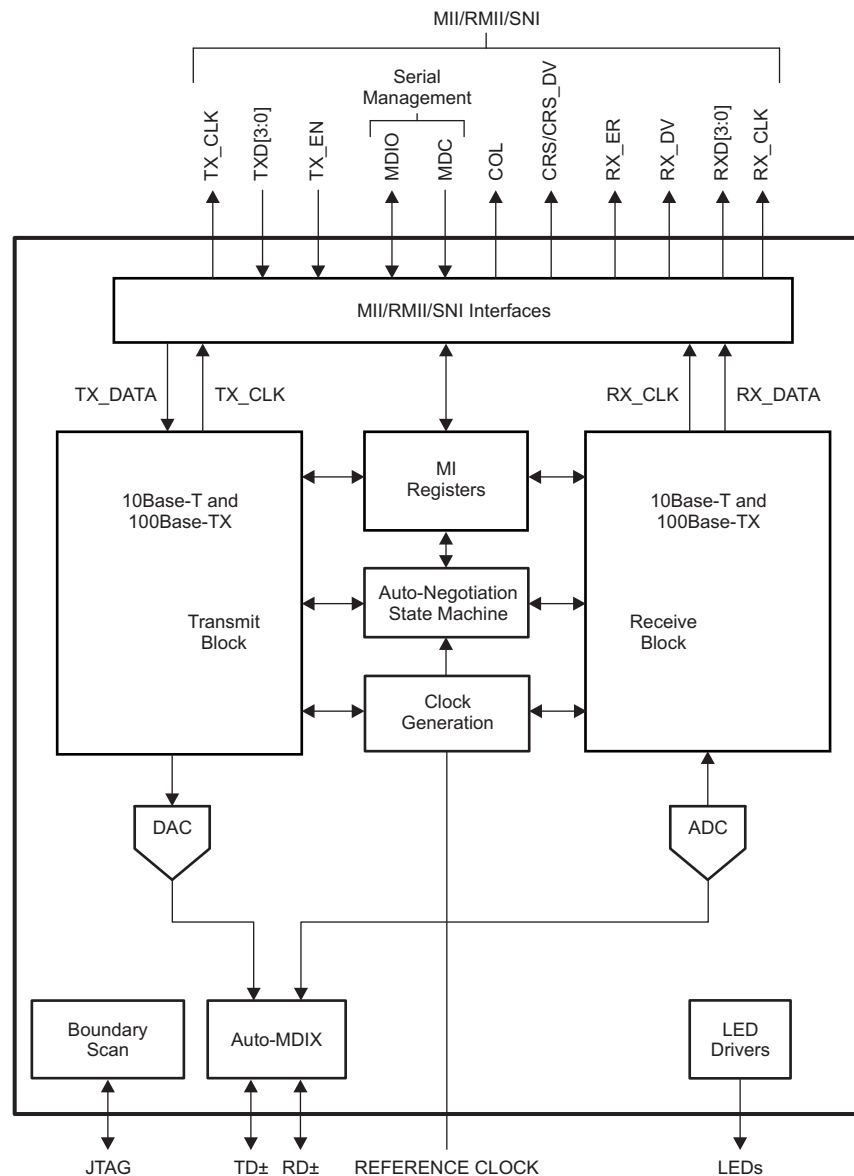 MII/RMII/SNI
Serial
Management
TX_CLK
TXD[3:0]
TX_EN
MDIO
MDC
COL
CRS/CRS_DV
RX_ER
RX_DV
RXD[3:0]
RX_CLK
MII/RMII/SNI Interfaces
TX_DATA
TX_CLK
RX_CLK
RX_DATA
10Base-T and
100Base-TX
Transmit
Block
MI
Registers
Auto-Negotiation
State Machine
Clock
Generation
10Base-T and
100Base-TX
Receive
Block
DAC
ADC
Boundary
Scan
Auto-MDIX
LED
Drivers
JTAG
TD±
RD±
REFERENCE CLOCK
LEDs